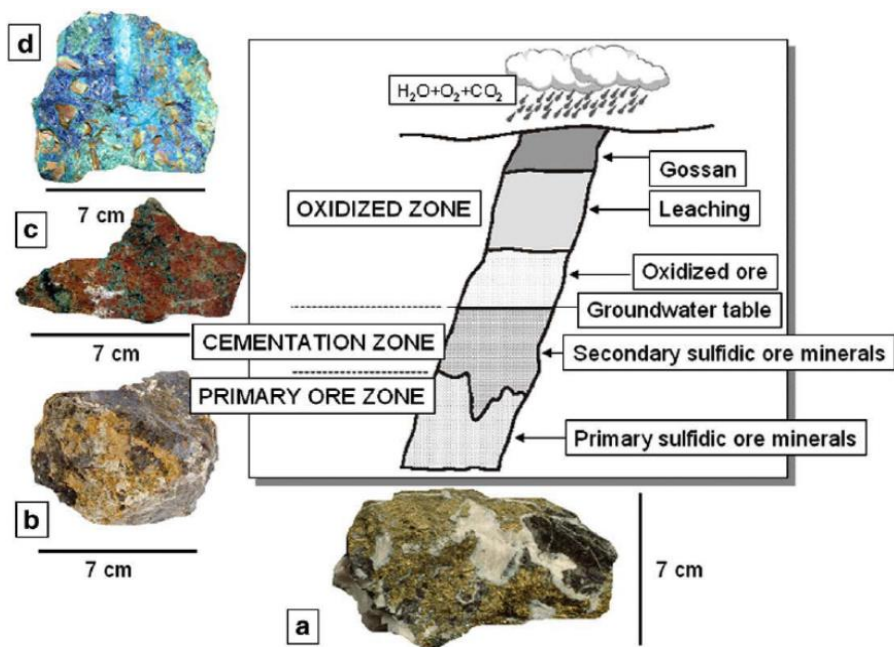 d
7 cm
c
7 cm
b
7 cm
a
7 cm
H₂O+O₂+CO₂
OXIDIZED ZONE
CEMENTATION ZONE
PRIMARY ORE ZONE
Gossan
Leaching
Oxidized ore
Groundwater table
Secondary sulfidic ore minerals
Primary sulfidic ore minerals